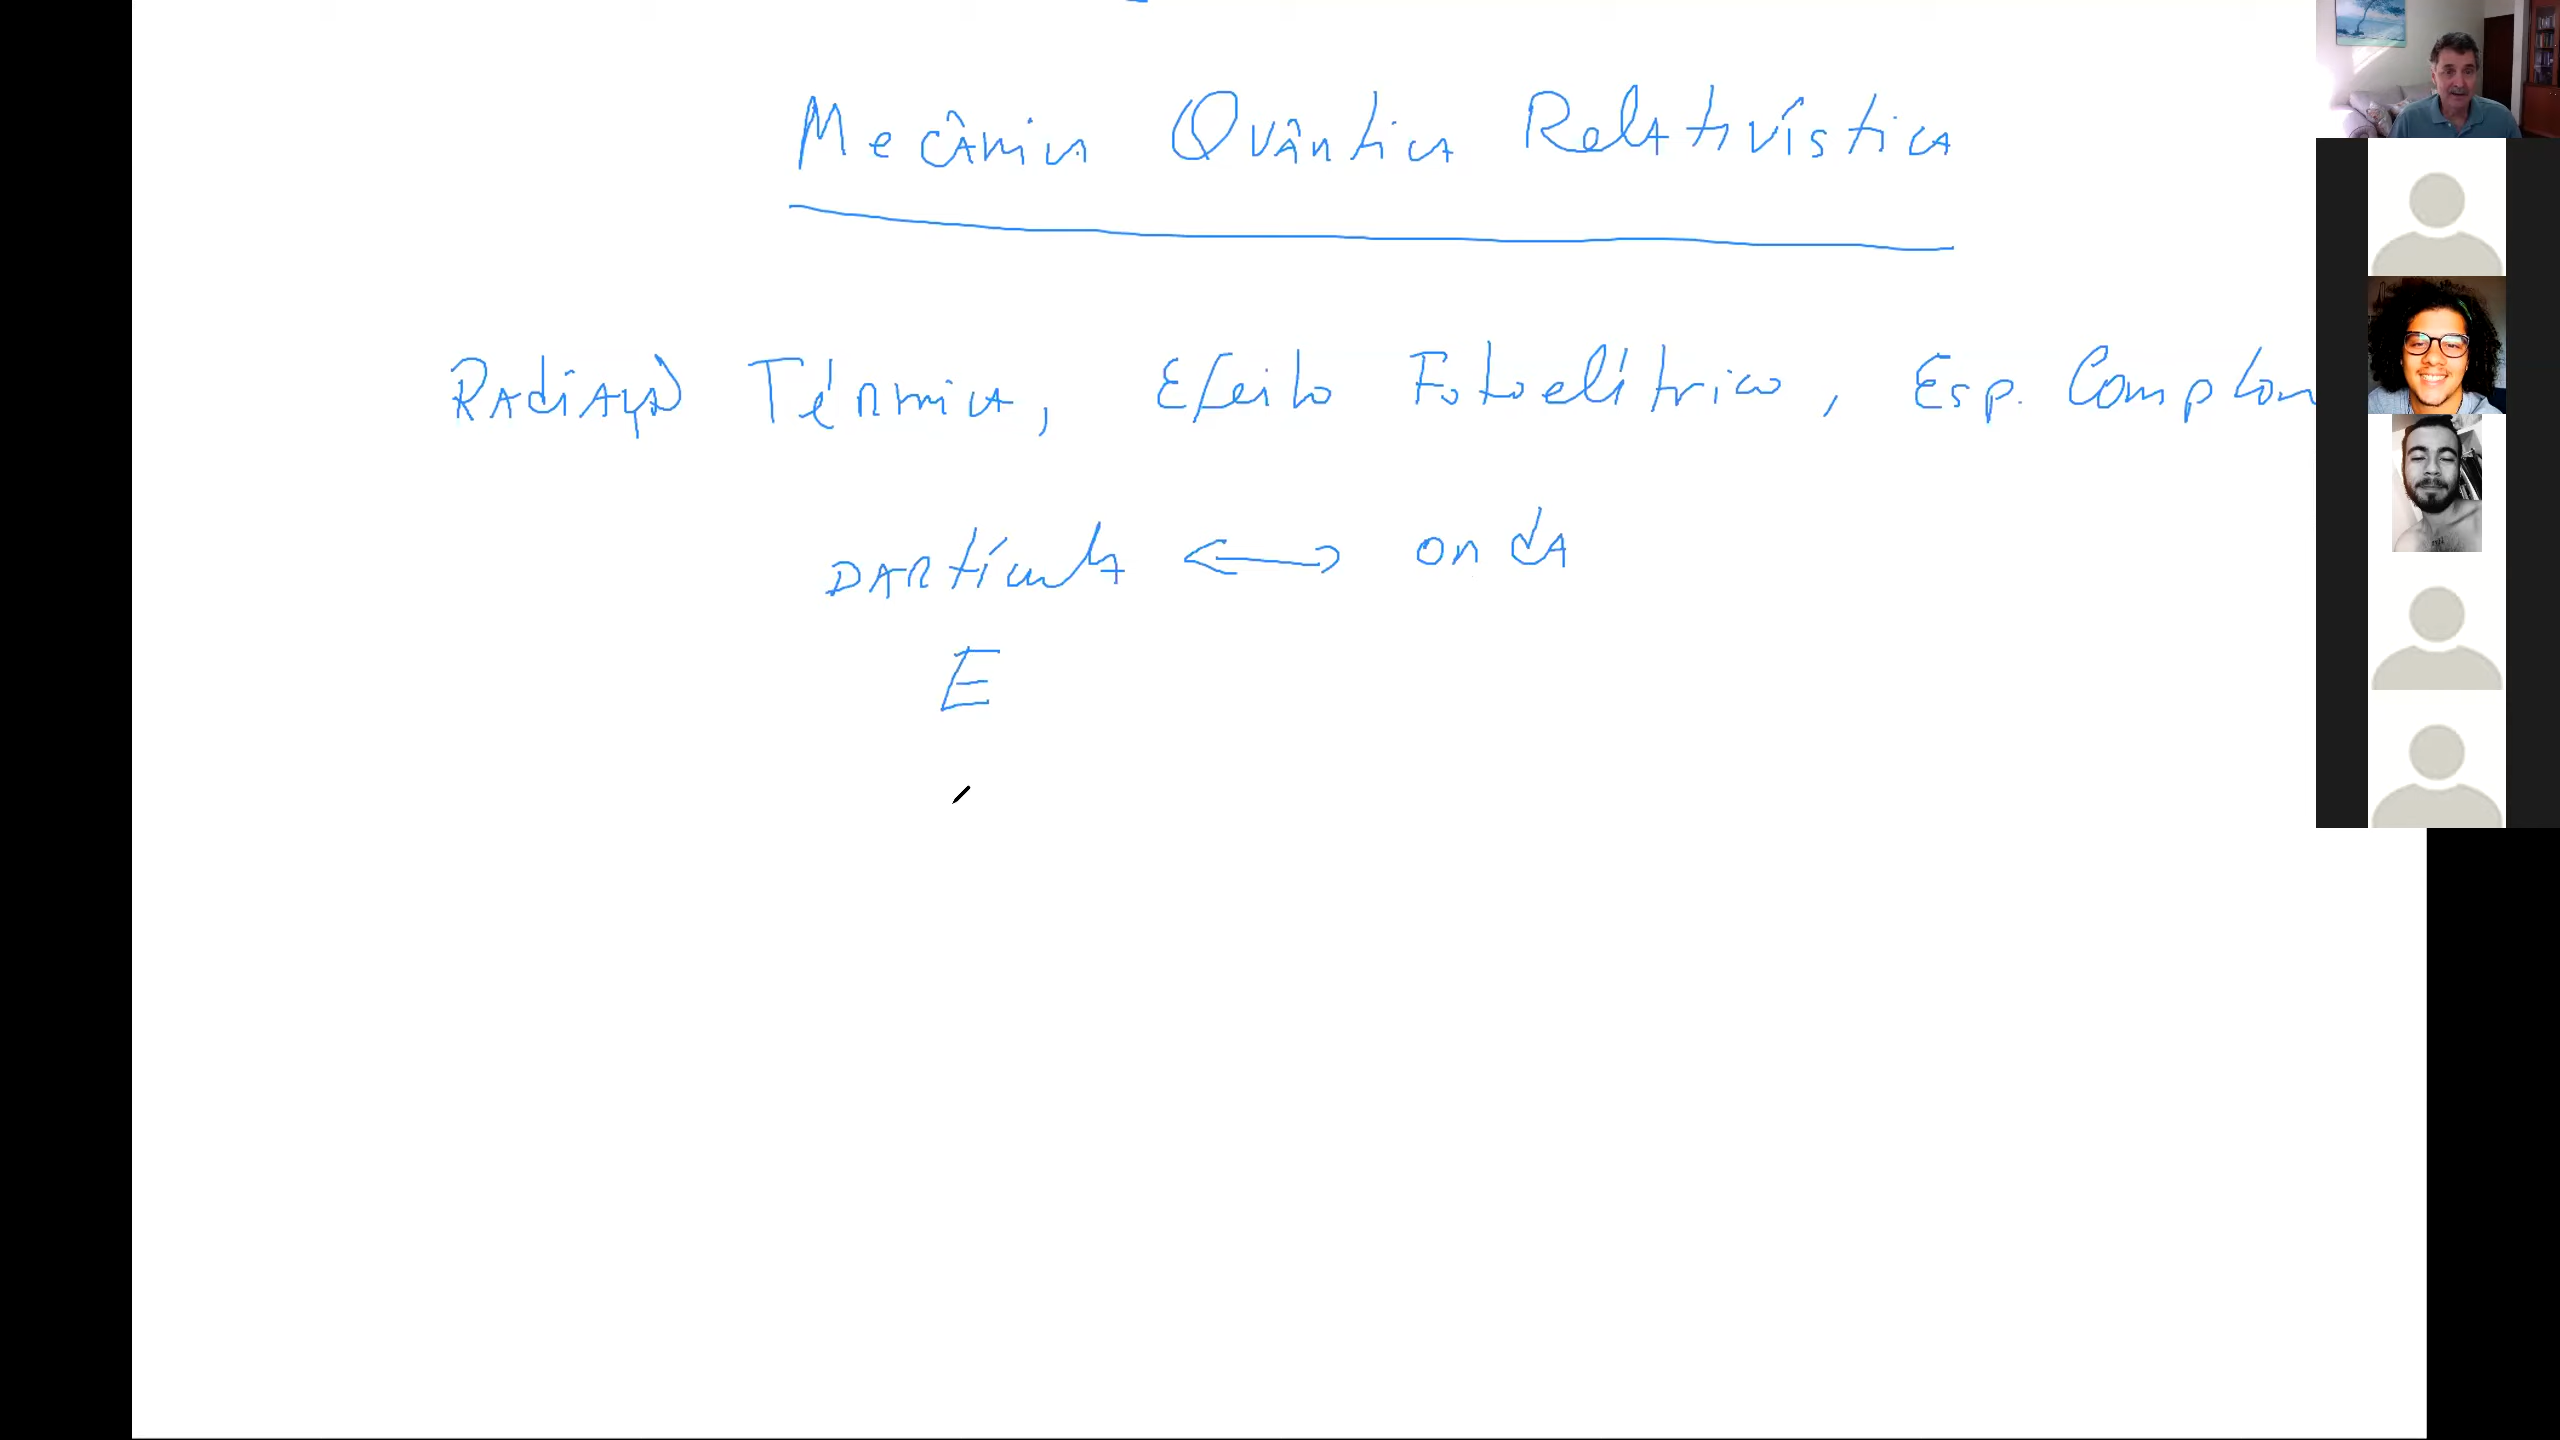 Mecânica Quântica Relativística
Radiação Térmica, Efeito Fotoelétrico, Esp. Compton
partícula ↔ onda
E